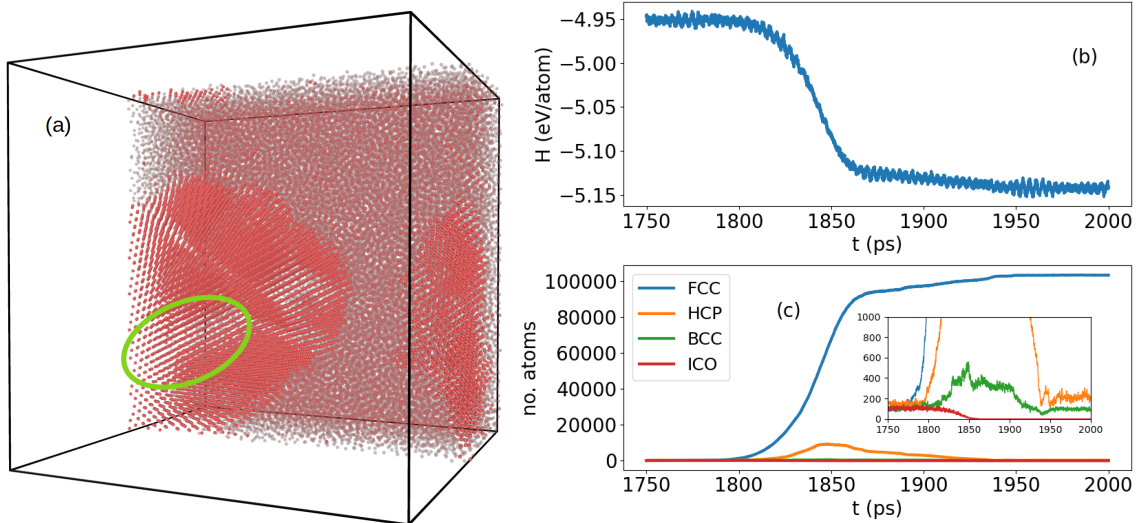 (a)
(b)
H (eV/atom)
−4.95
−5.00
−5.05
−5.10
−5.15
1750 1800 1850 1900 1950 2000
t (ps)
(c)
no. atoms
100000
80000
60000
40000
20000
0
FCC
HCP
BCC
ICO
1000
800
600
400
200
0
1750 1800 1850 1900 1950 2000
1750 1800 1850 1900 1950 2000
t (ps)